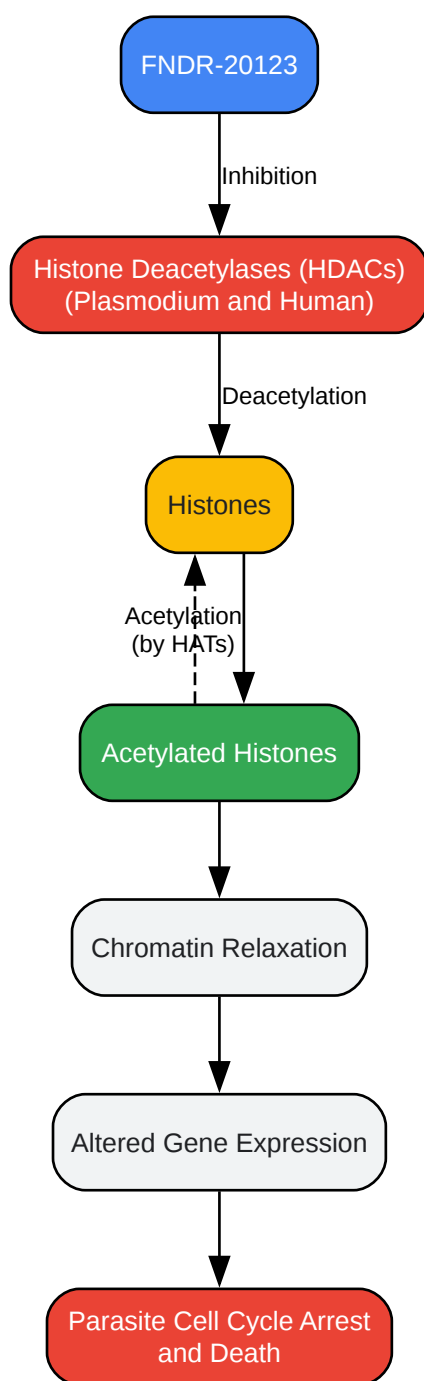 FNDR-20123
Inhibition
Histone Deacetylases (HDACs)
(Plasmodium and Human)
Deacetylation
Histones
Acetylation
(by HATs)
Acetylated Histones
Chromatin Relaxation
Altered Gene Expression
Parasite Cell Cycle Arrest
and Death